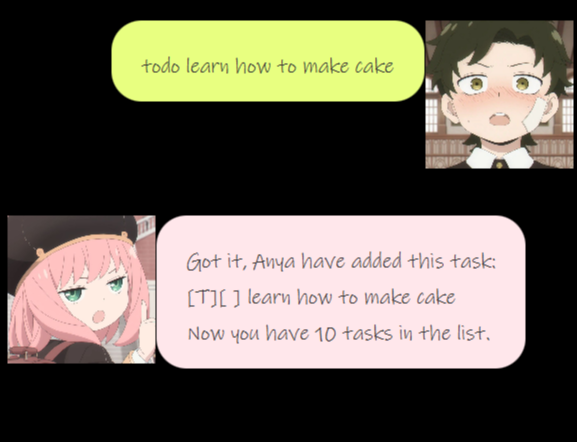 todo learn how to make cake
Got it, Anya have added this task:
[T][ ] learn how to make cake
Now you have 10 tasks in the list.